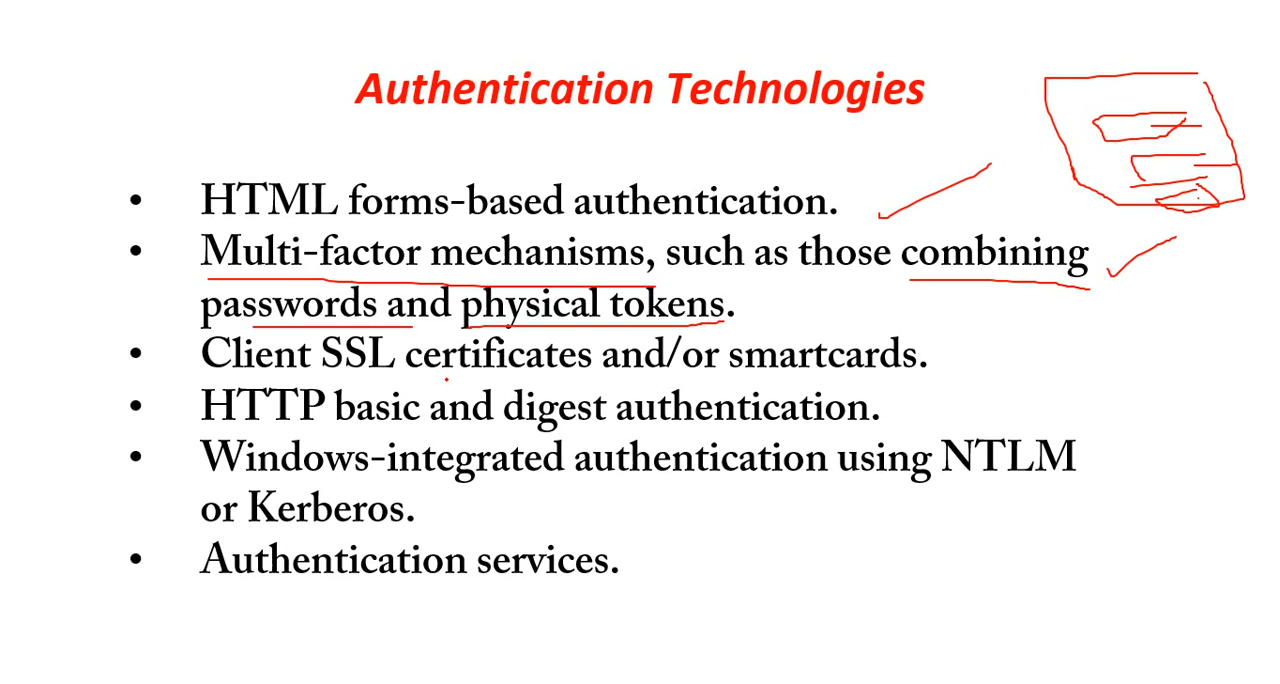 Authentication Technologies
• HTML forms-based authentication.
• Multi-factor mechanisms, such as those combining
passwords and physical tokens.
• Client SSL certificates and/or smartcards.
• HTTP basic and digest authentication.
• Windows-integrated authentication using NTLM
or Kerberos.
• Authentication services.